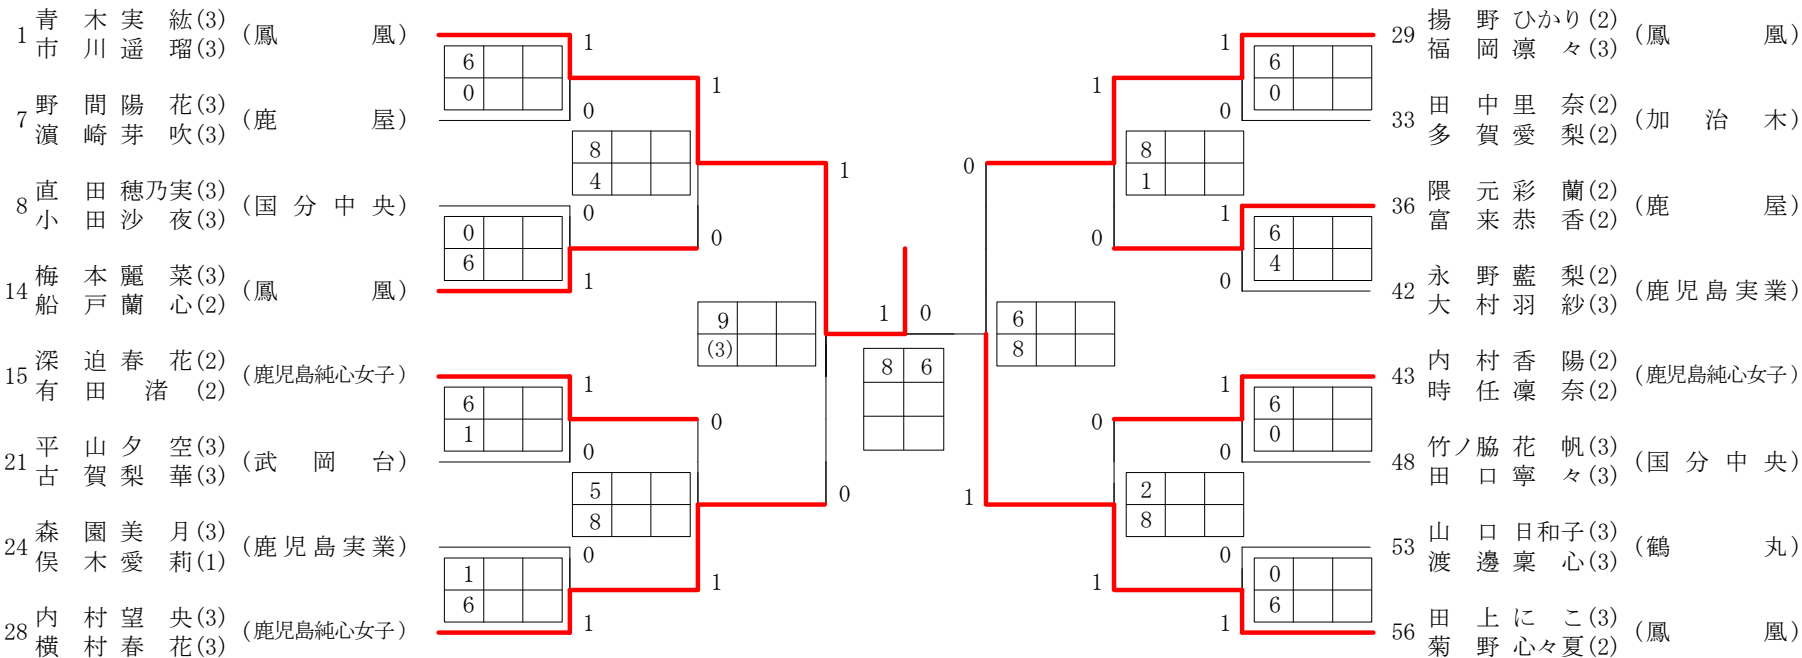 1 青木実紘(3) (鳳凰)
市川遥瑠(3)
1
6
0
0
1
7 野間陽花(3) (鹿屋)
濵崎芽吹(3)
8
4
1
8 直田穂乃実(3) (国分中央)
小田沙夜(3)
0
0
6
1
0
14 梅本麗菜(3) (鳳凰)
船戸蘭心(2)
9
(3)
15 深迫春花(2) (鹿児島純心女子)
有田渚(2)
1
6
1
0
0
21 平山夕空(3) (武岡台)
古賀梨華(3)
5
8
0
24 森園美月(3) (鹿児島実業)
俣木愛莉(1)
0
1
6
1
1
28 内村望央(3) (鹿児島純心女子)
横村春花(3)
1 0
8 6
29 揚野ひかり(2) (鳳凰)
福岡凛々(3)
1
6
0
0
1
33 田中里奈(2) (加治木)
多賀愛梨(2)
8
1
0
36 隈元彩蘭(2) (鹿屋)
富来恭香(2)
1
6
4
0
0
42 永野藍梨(2) (鹿児島実業)
大村羽紗(3)
6
8
43 内村香陽(2) (鹿児島純心女子)
時任凜奈(2)
1
6
0
0
0
48 竹ノ脇花帆(3) (国分中央)
田口寧々(3)
2
8
1
53 山口日和子(3) (鶴丸)
渡邊稟心(3)
0
0
6
1
1
56 田上にこ(3) (鳳凰)
菊野心々夏(2)